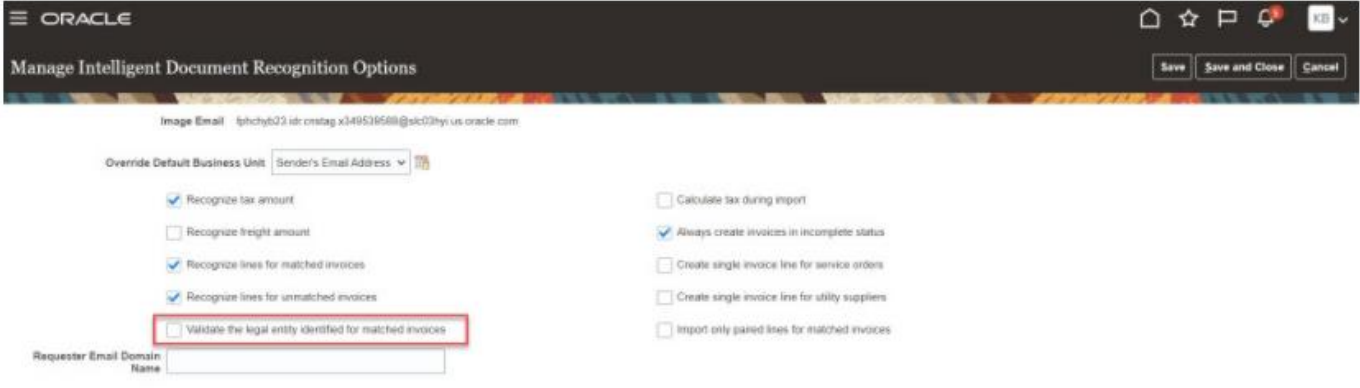 ORACLE
KB
Manage Intelligent Document Recognition Options
Save Save and Close Cancel
Image Email
Override Default Business Unit Sender's Email Address
Recognize tax amount Calculate tax during import
Recognize freight amount Always create invoices in incomplete status
Recognize lines for matched invoices Create single invoice line for service orders
Recognize lines for unmatched invoices Create single invoice line for utility suppliers
Validate the legal entity identified for matched invoices Import only paired lines for matched invoices
Requester Email Domain
Name